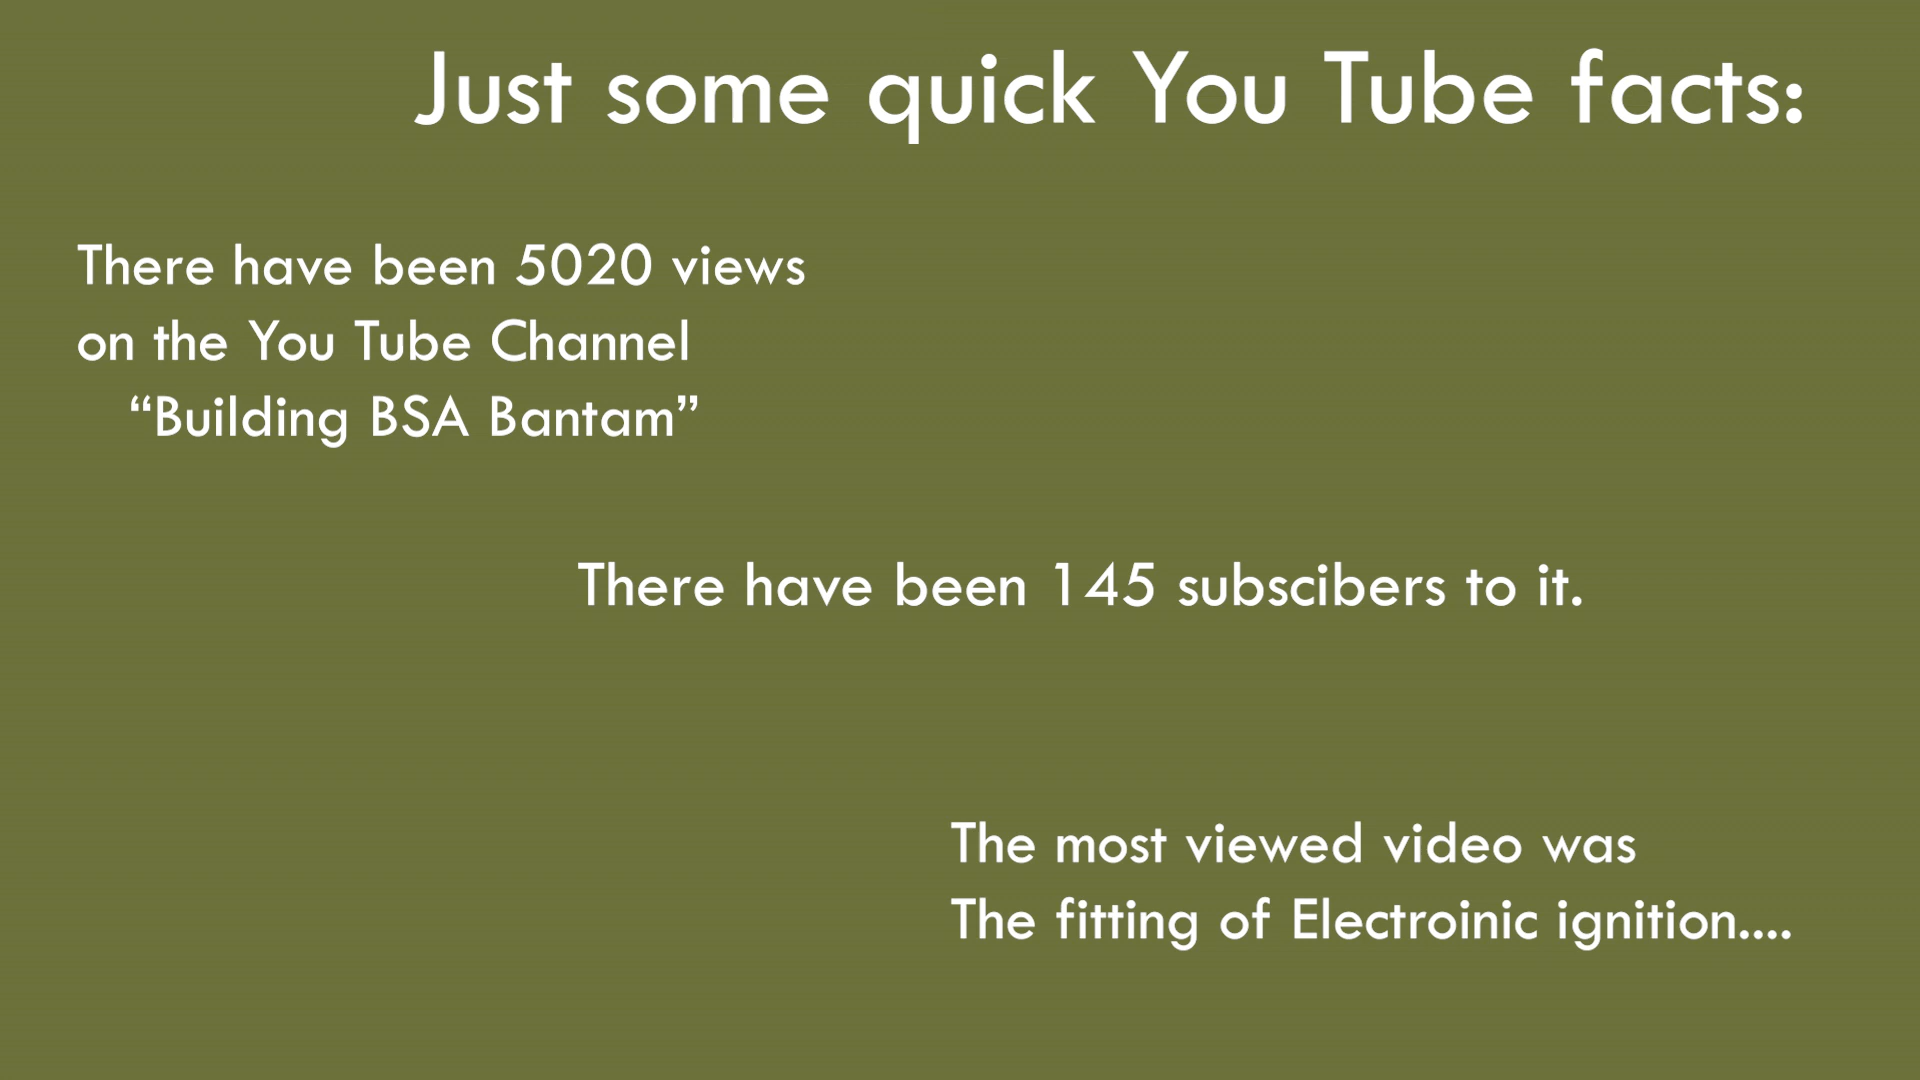 Just some quick You Tube facts:
There have been 5020 views
on the You Tube Channel
“Building BSA Bantam”
There have been 145 subscibers to it.
The most viewed video was
The fitting of Electroinic ignition....